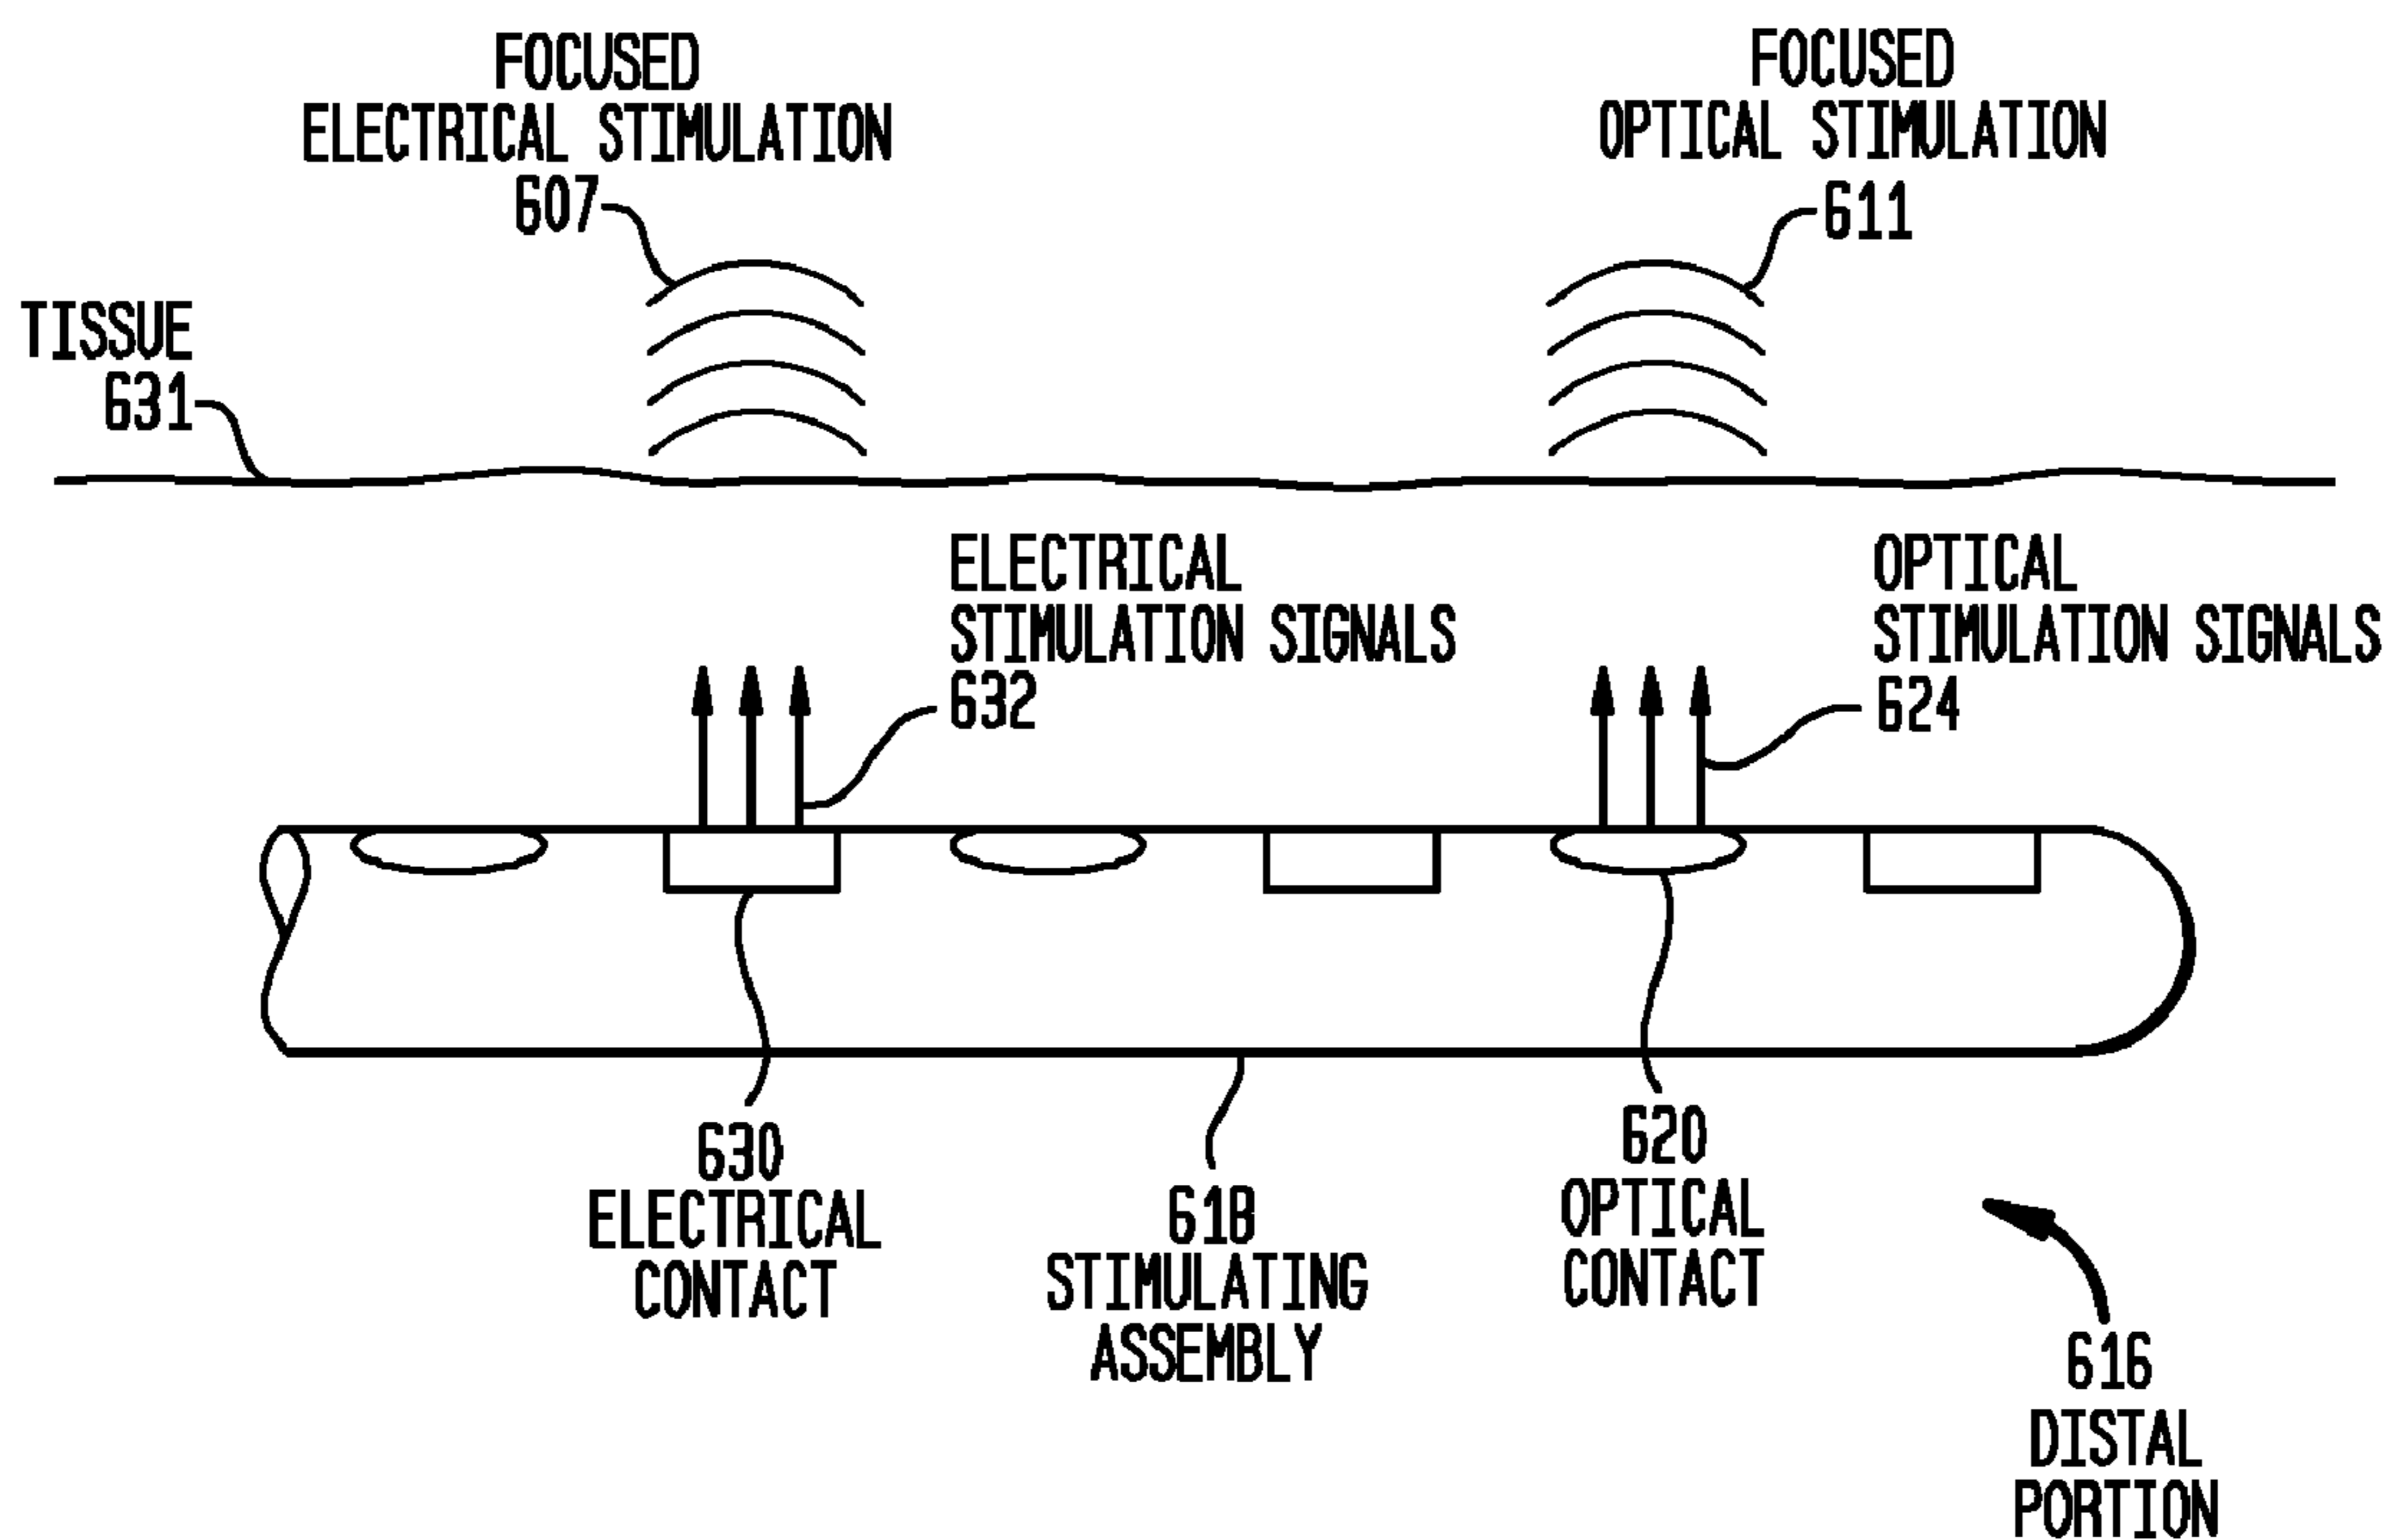 FOCUSED
ELECTRICAL STIMULATION
607
FOCUSED
OPTICAL STIMULATION
611
TISSUE
631
ELECTRICAL
STIMULATION SIGNALS
632
OPTICAL
STIMULATION SIGNALS
624
630
ELECTRICAL
CONTACT
618
STIMULATING
ASSEMBLY
620
OPTICAL
CONTACT
616
DISTAL
PORTION